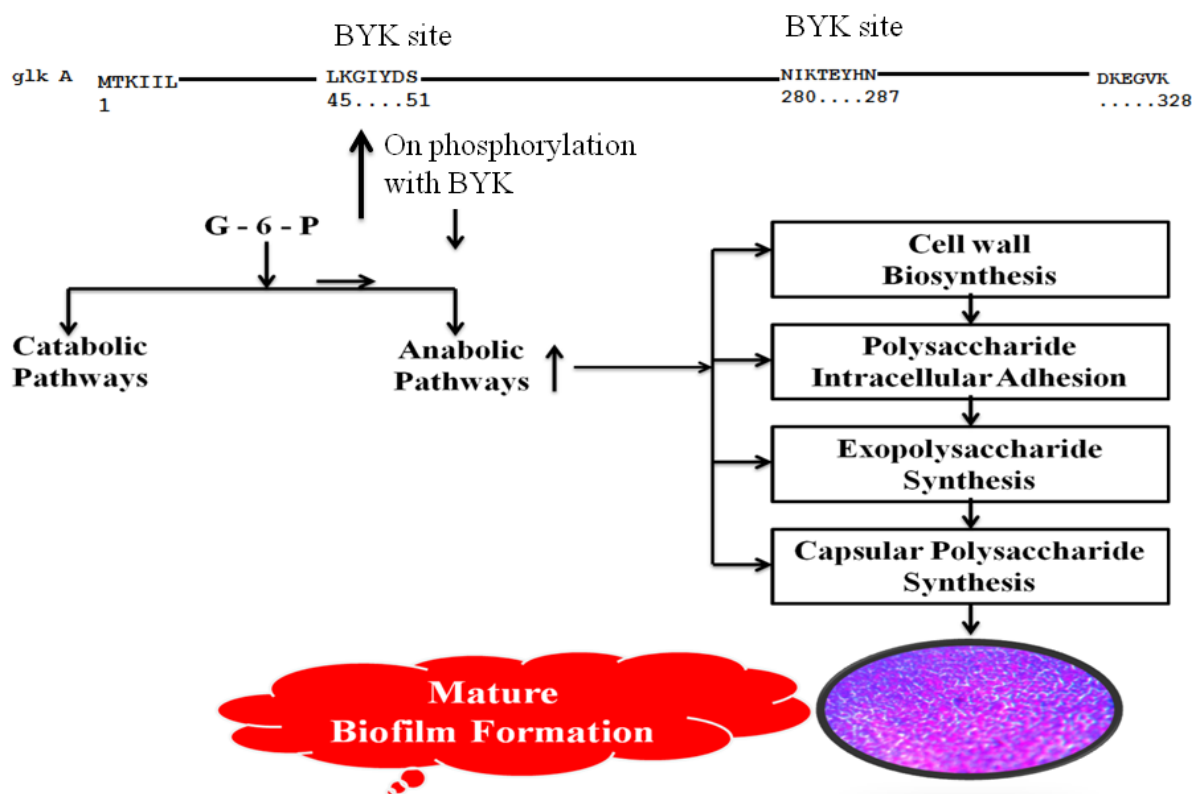 BYK site
BYK site
glk A
MTKIIL
LKGIYDS
NIKTEYHN
DKEGVK
1
45....51
280....287
.....328
On phosphorylation
with BYK
G - 6 - P
Catabolic
Pathways
Anabolic
Pathways
Cell wall
Biosynthesis
Polysaccharide
Intracellular Adhesion
Exopolysaccharide
Synthesis
Capsular Polysaccharide
Synthesis
Mature
Biofilm Formation